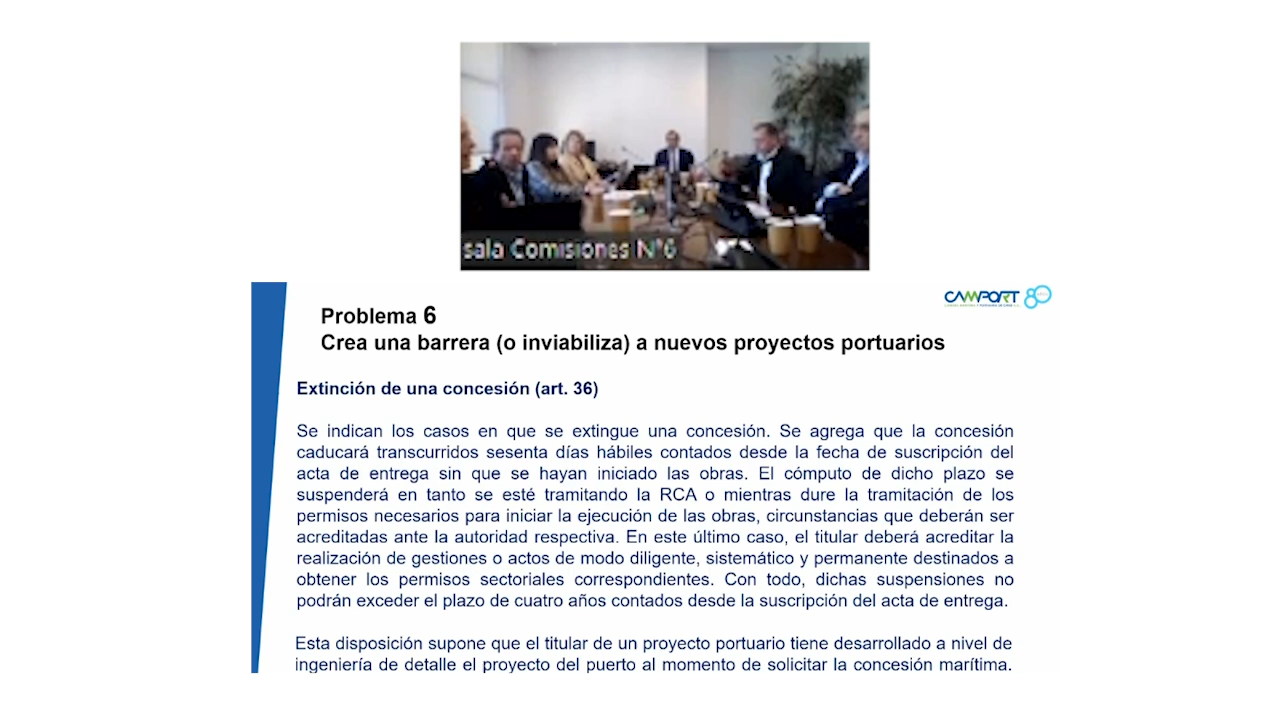 sala Comisiones N°6
CAMPORT 80
Problema 6
Crea una barrera (o inviabiliza) a nuevos proyectos portuarios
Extinción de una concesión (art. 36)
Se indican los casos en que se extingue una concesión. Se agrega que la concesión
caducará transcurridos sesenta días hábiles contados desde la fecha de suscripción del
acta de entrega sin que se hayan iniciado las obras. El cómputo de dicho plazo se
suspenderá en tanto se esté tramitando la RCA o mientras dure la tramitación de los
permisos necesarios para iniciar la ejecución de las obras, circunstancias que deberán ser
acreditadas ante la autoridad respectiva. En este último caso, el titular deberá acreditar la
realización de gestiones o actos de modo diligente, sistemático y permanente destinados a
obtener los permisos sectoriales correspondientes. Con todo, dichas suspensiones no
podrán exceder el plazo de cuatro años contados desde la suscripción del acta de entrega.
Esta disposición supone que el titular de un proyecto portuario tiene desarrollado a nivel de
ingeniería de detalle el proyecto del puerto al momento de solicitar la concesión marítima.